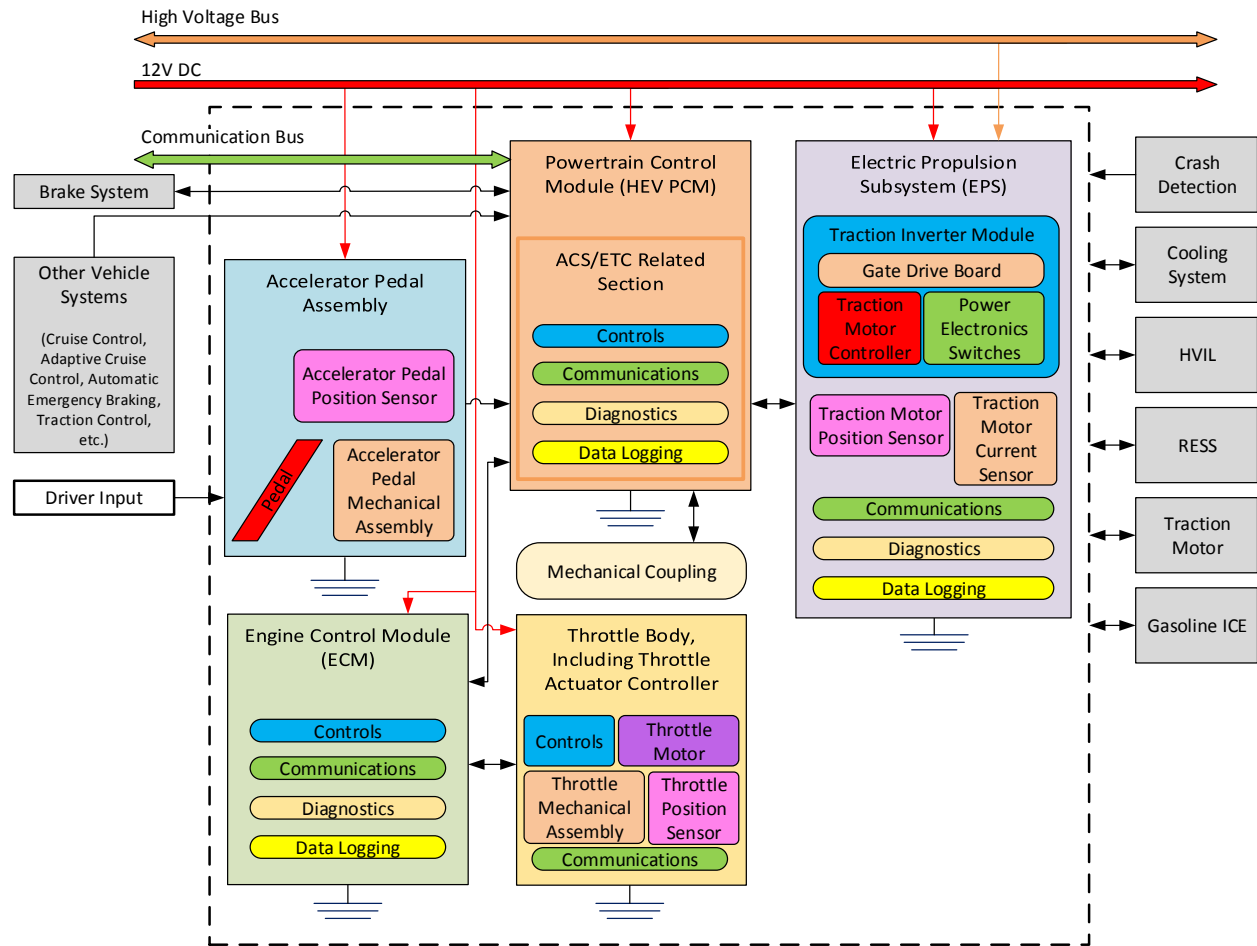 High Voltage Bus
12V DC
Communication Bus
Brake System
Other Vehicle
Systems
(Cruise Control,
Adaptive Cruise
Control, Automatic
Emergency Braking,
Traction Control,
etc.)
Driver Input
Accelerator Pedal
Assembly
Accelerator Pedal
Position Sensor
Pedal
Accelerator
Pedal
Mechanical
Assembly
Powertrain Control
Module (HEV PCM)
ACS/ETC Related
Section
Controls
Communications
Diagnostics
Data Logging
Mechanical Coupling
Electric Propulsion
Subsystem (EPS)
Traction Inverter Module
Gate Drive Board
Traction
Motor
Controller
Power
Electronics
Switches
Traction Motor
Position Sensor
Traction
Motor
Current
Sensor
Communications
Diagnostics
Data Logging
Engine Control Module
(ECM)
Controls
Communications
Diagnostics
Data Logging
Throttle Body,
Including Throttle
Actuator Controller
Controls
Throttle
Motor
Throttle
Mechanical
Assembly
Throttle
Position
Sensor
Communications
Crash
Detection
Cooling
System
HVIL
RESS
Traction
Motor
Gasoline ICE